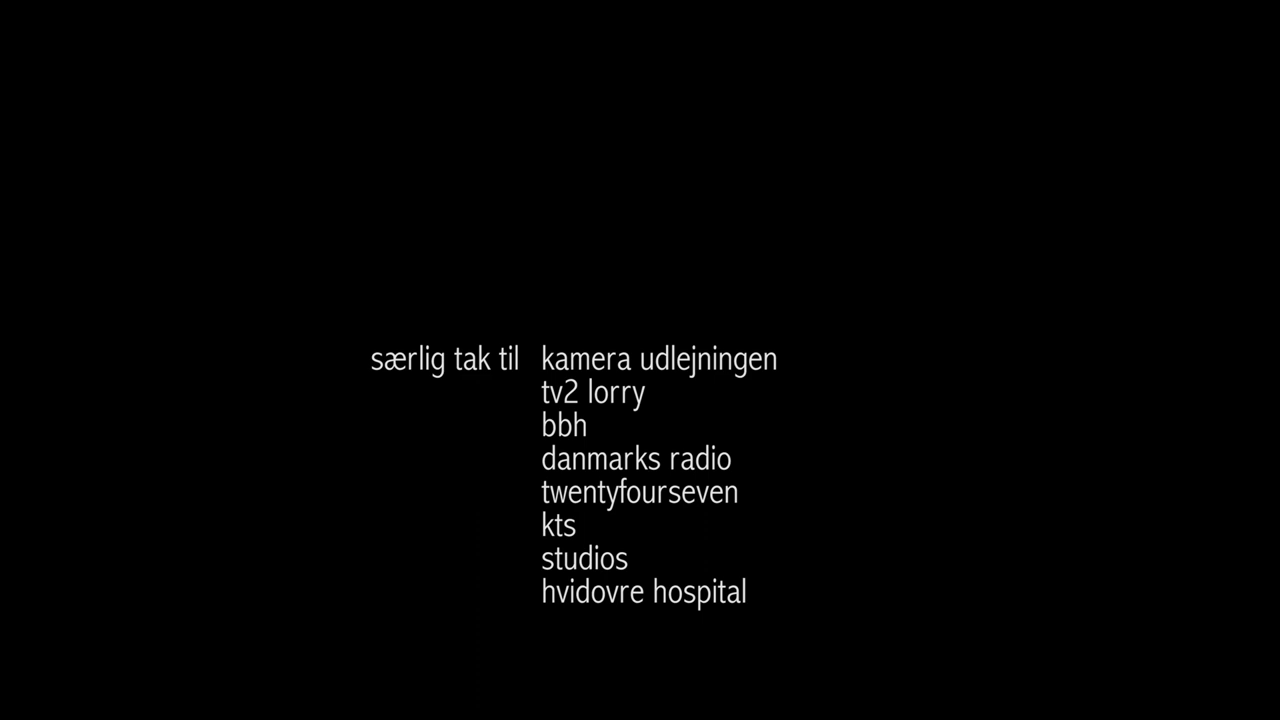 særlig tak til kamera udlejningen
tv2 lorry
bbh
danmarks radio
twentyfourseven
kts
studios
hvidovre hospital